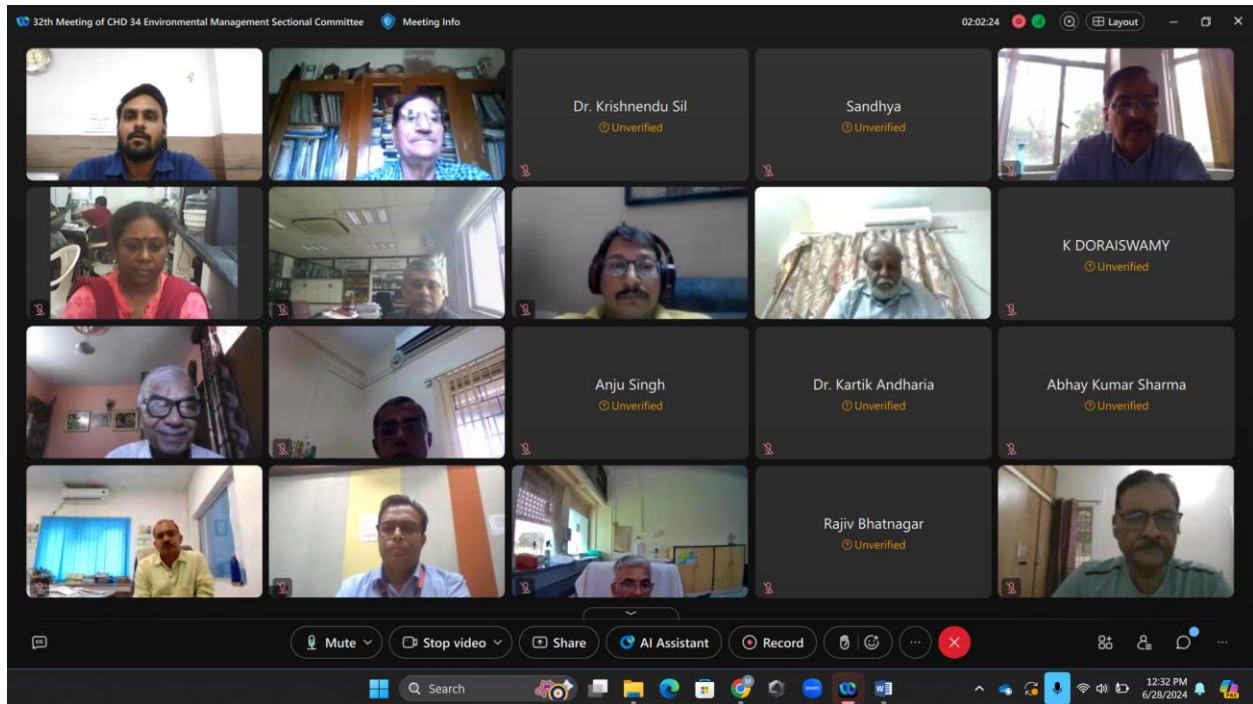 32th Meeting of CHD 34 Environmental Management Sectional Committee
Meeting Info
02:02:24
Layout
Dr. Krishnendu Sil
Unverified
Sandhya
Unverified
K DORAISWAMY
Unverified
Anju Singh
Unverified
Dr. Kartik Andharia
Unverified
Abhay Kumar Sharma
Unverified
Rajiv Bhatnagar
Unverified
Mute
Stop video
Share
AI Assistant
Record
Search
12:32 PM
6/28/2024